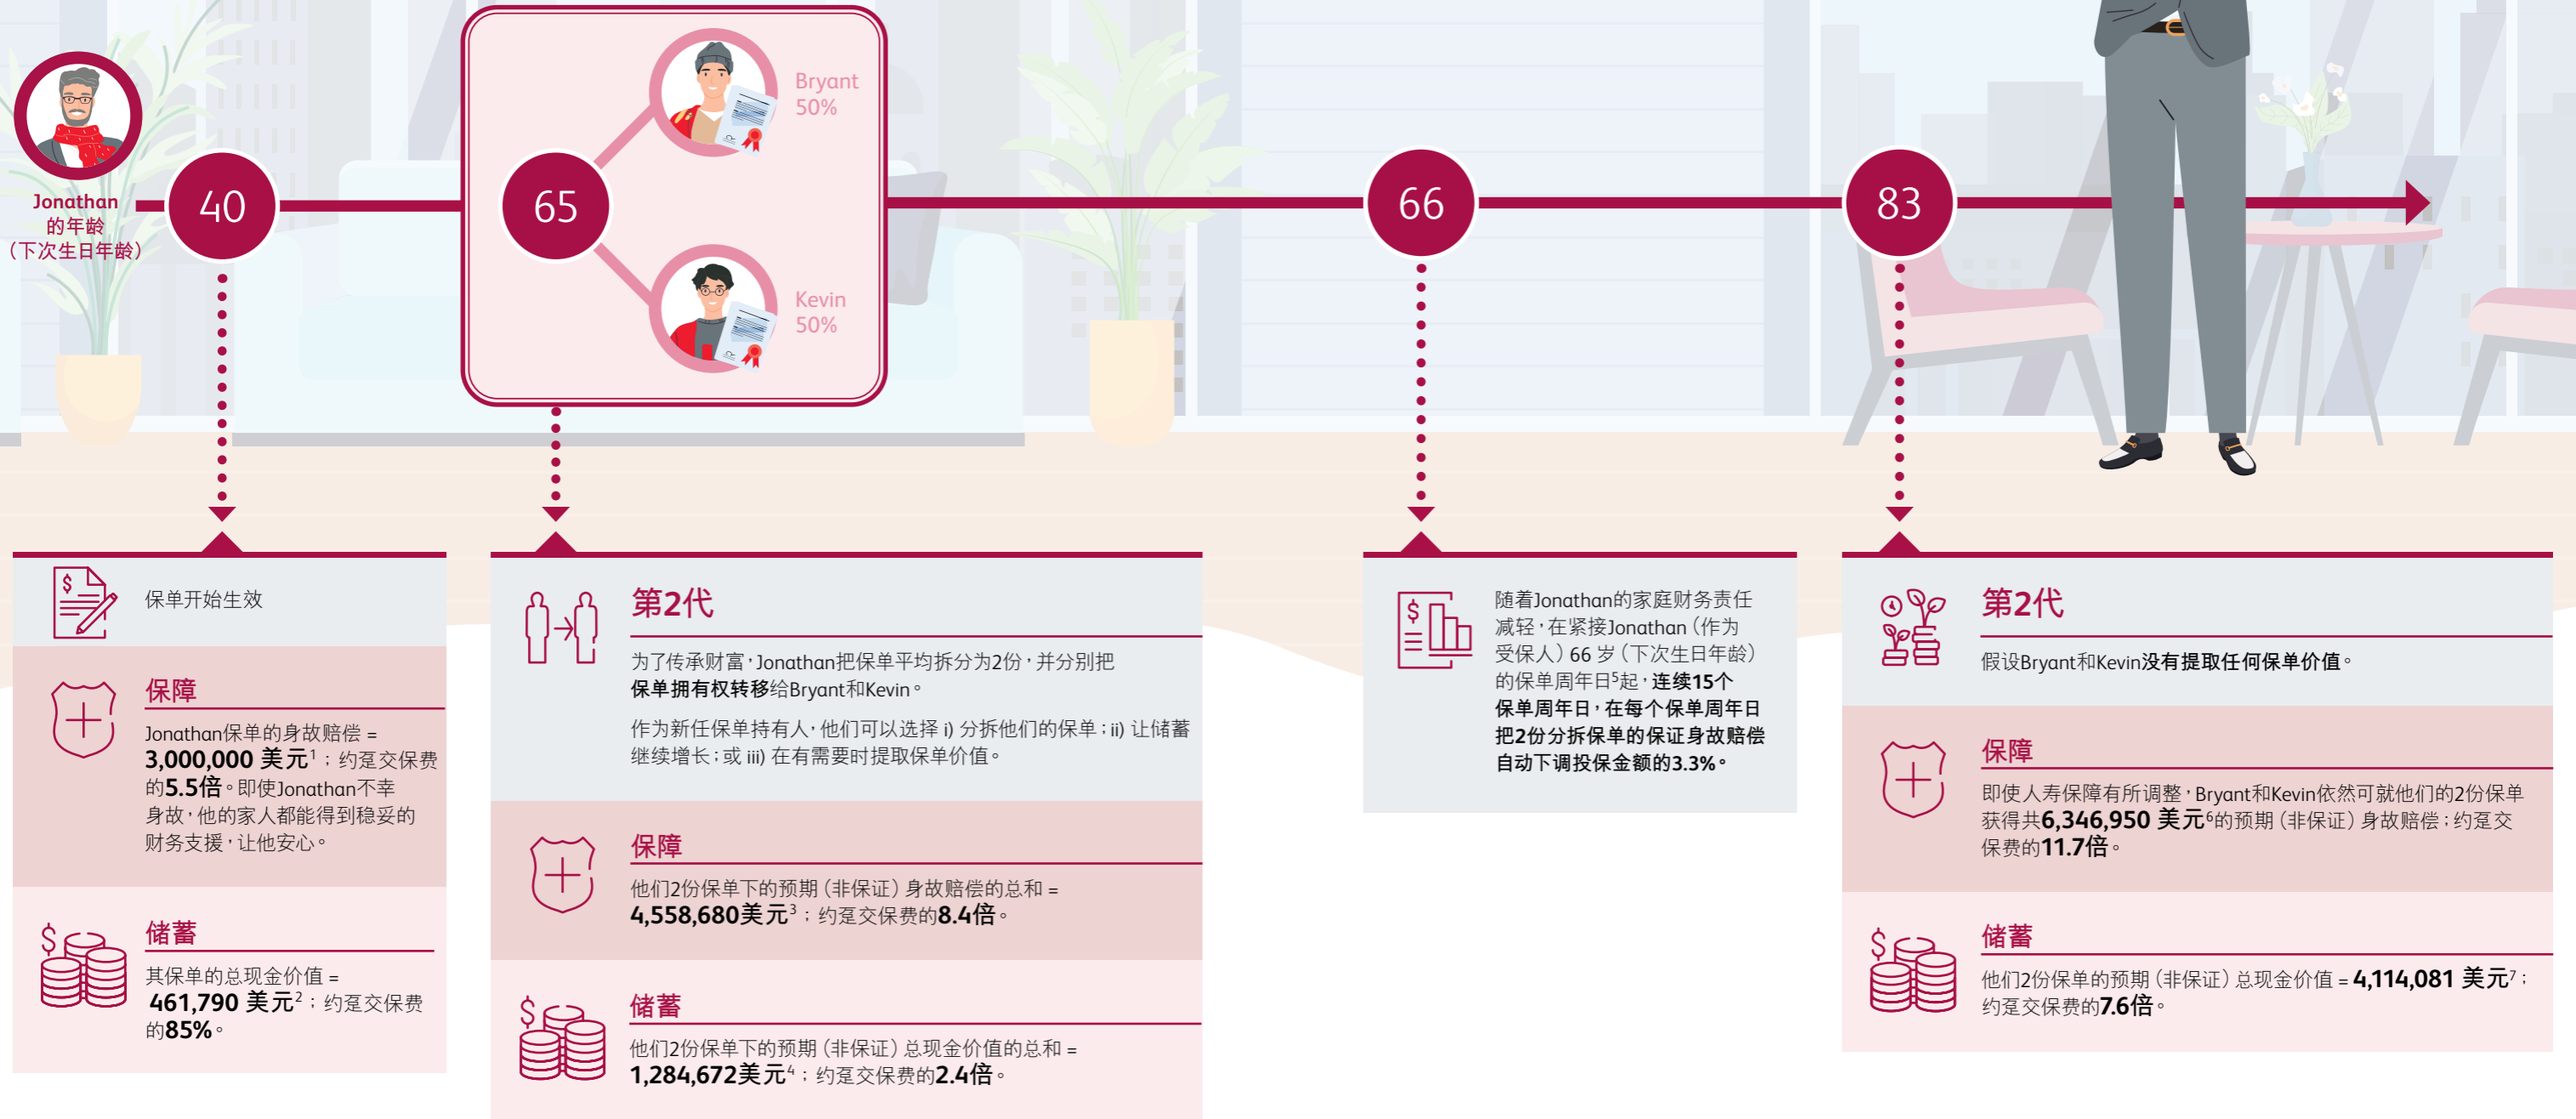 Jonathan
的年龄
（下次生日年龄）
40
65
Bryant
50%
Kevin
50%
66
83
保单开始生效
保障
Jonathan保单的身故赔偿 =
3,000,000 美元¹；约趸交保费
的5.5倍。即使Jonathan不幸
身故，他的家人都能得到稳妥的
财务支援，让他安心。
储蓄
其保单的总现金价值 =
461,790 美元²；约趸交保费
的85%。
第2代
为了传承财富，Jonathan把保单平均拆分为2份，并分别把
保单拥有权转移给Bryant和Kevin。
作为新任保单持有人，他们可以选择 i) 分拆他们的保单；ii) 让储蓄
继续增长；或 iii) 在有需要时提取保单价值。
保障
他们2份保单下的预期（非保证）身故赔偿的总和 =
4,558,680美元³；约趸交保费的8.4倍。
储蓄
他们2份保单下的预期（非保证）总现金价值的总和 =
1,284,672美元⁴；约趸交保费的2.4倍。
随着Jonathan的家庭财务责任
减轻，在紧接Jonathan（作为
受保人）66 岁（下次生日年龄）
的保单周年日⁵起，连续15个
保单周年日，在每个保单周年日
把2份分拆保单的保证身故赔偿
自动下调投保金额的3.3%。
第2代
假设Bryant和Kevin没有提取任何保单价值。
保障
即使人寿保障有所调整，Bryant和Kevin依然可就他们的2份保单
获得共6,346,950 美元⁶的预期（非保证）身故赔偿；约趸交
保费的11.7倍。
储蓄
他们2份保单的预期（非保证）总现金价值 = 4,114,081 美元⁷；
约趸交保费的7.6倍。